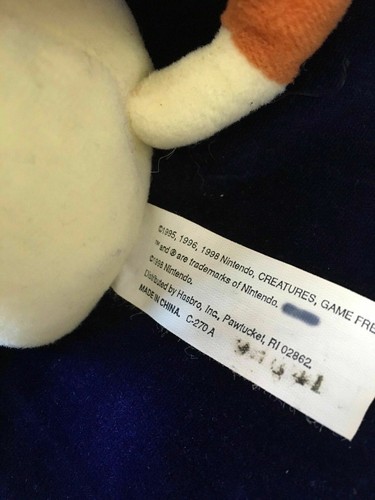 ©1995, 1996, 1998 Nintendo, CREATURES, GAME FRE
™ and ® are trademarks of Nintendo.
©1998 Nintendo.
Distributed by Hasbro, Inc., Pawtucket, RI 02862
MADE IN CHINA. C-270A